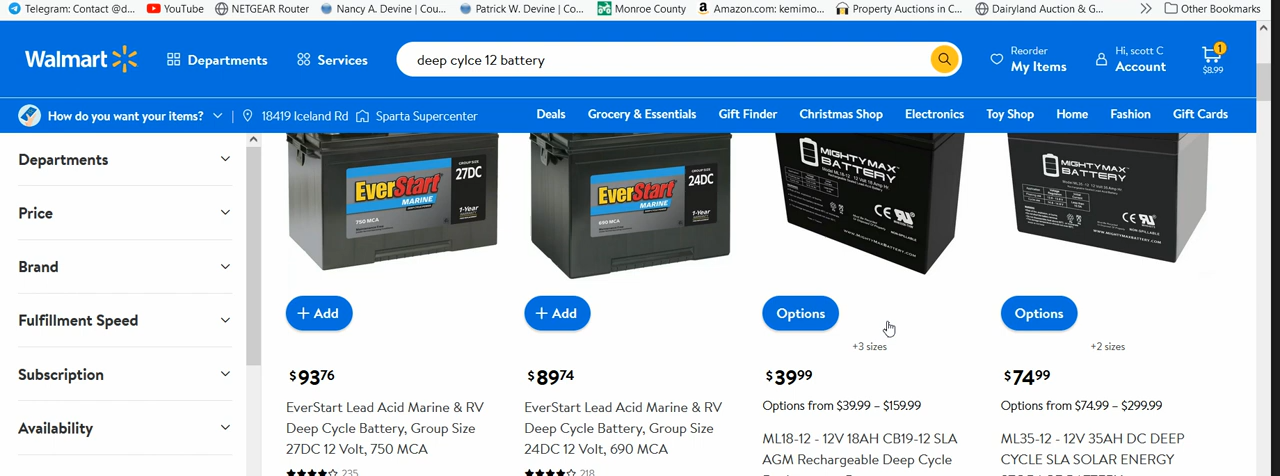 Telegram: Contact @d... YouTube NETGEAR Router Nancy A. Devine | Cou... Patrick W. Devine | Co... Monroe County Amazon.com: kemimo... Property Auctions in C... Dairyland Auction & G... Other Bookmarks
Walmart Departments Services deep cylce 12 battery Reorder My Items Hi, scott C Account 1 $8.99
How do you want your items? | 18419 Iceland Rd Sparta Supercenter Deals Grocery & Essentials Gift Finder Christmas Shop Electronics Toy Shop Home Fashion Gift Cards
Departments
Price
Brand
Fulfillment Speed
Subscription
Availability
GROUP SIZE
27DC
EverStart
MARINE
1-Year
750 MCA
GROUP SIZE
24DC
EverStart
MARINE
1-Year
690 MCA
MIGHTYMAX
BATTERY
WWW.MIGHTYMAXBATTERY.COM
MIGHTYMAX
BATTERY
WWW.MIGHTYMAXBATTERY.COM
+ Add
+ Add
Options
Options
+3 sizes
+2 sizes
$93 76
EverStart Lead Acid Marine & RV
Deep Cycle Battery, Group Size
27DC 12 Volt, 750 MCA
235
$89 74
EverStart Lead Acid Marine & RV
Deep Cycle Battery, Group Size
24DC 12 Volt, 690 MCA
218
$39 99
Options from $39.99 – $159.99
ML18-12 - 12V 18AH CB19-12 SLA
AGM Rechargeable Deep Cycle
$74 99
Options from $74.99 – $299.99
ML35-12 - 12V 35AH DC DEEP
CYCLE SLA SOLAR ENERGY